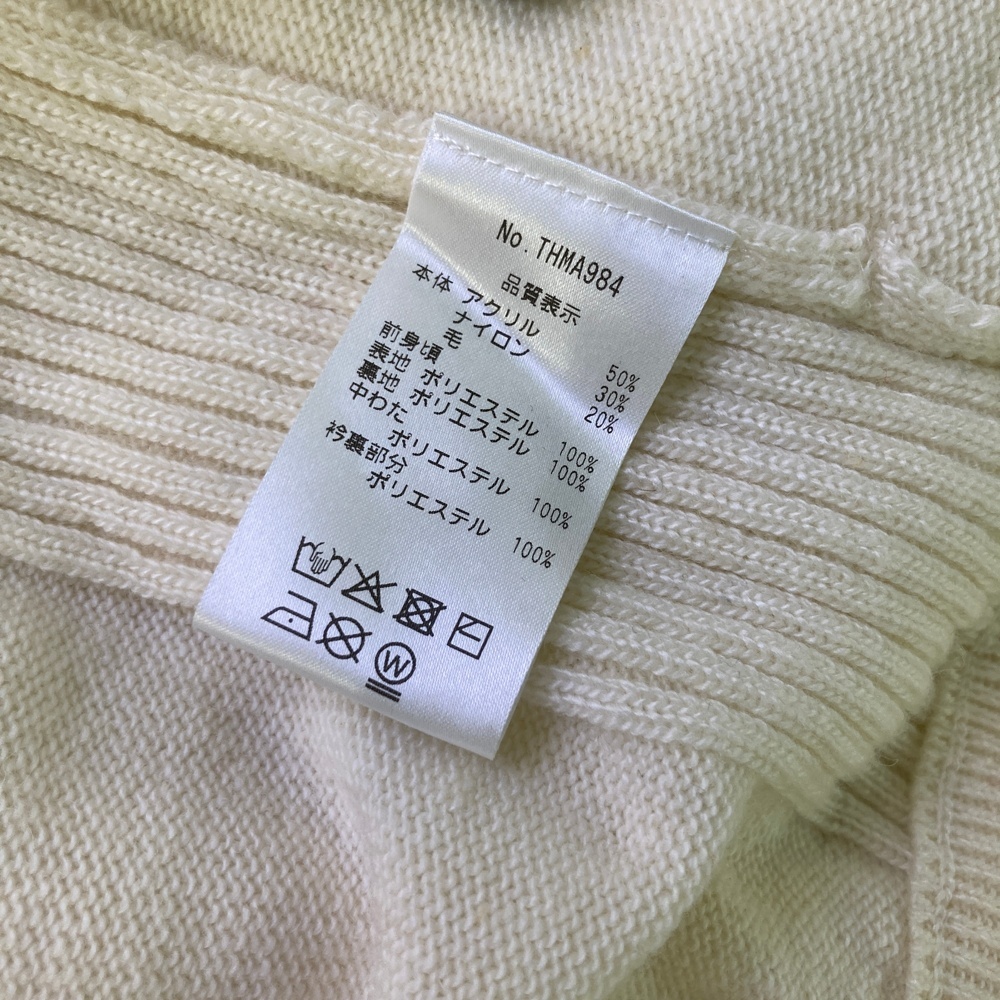 No.THMA984
品質表示
本体 アクリル 50%
ナイロン 30%
毛 20%
前身頃
表地 ポリエステル 100%
裏地 ポリエステル 100%
中わた
ポリエステル 100%
衿裏部分
ポリエステル 100%
W